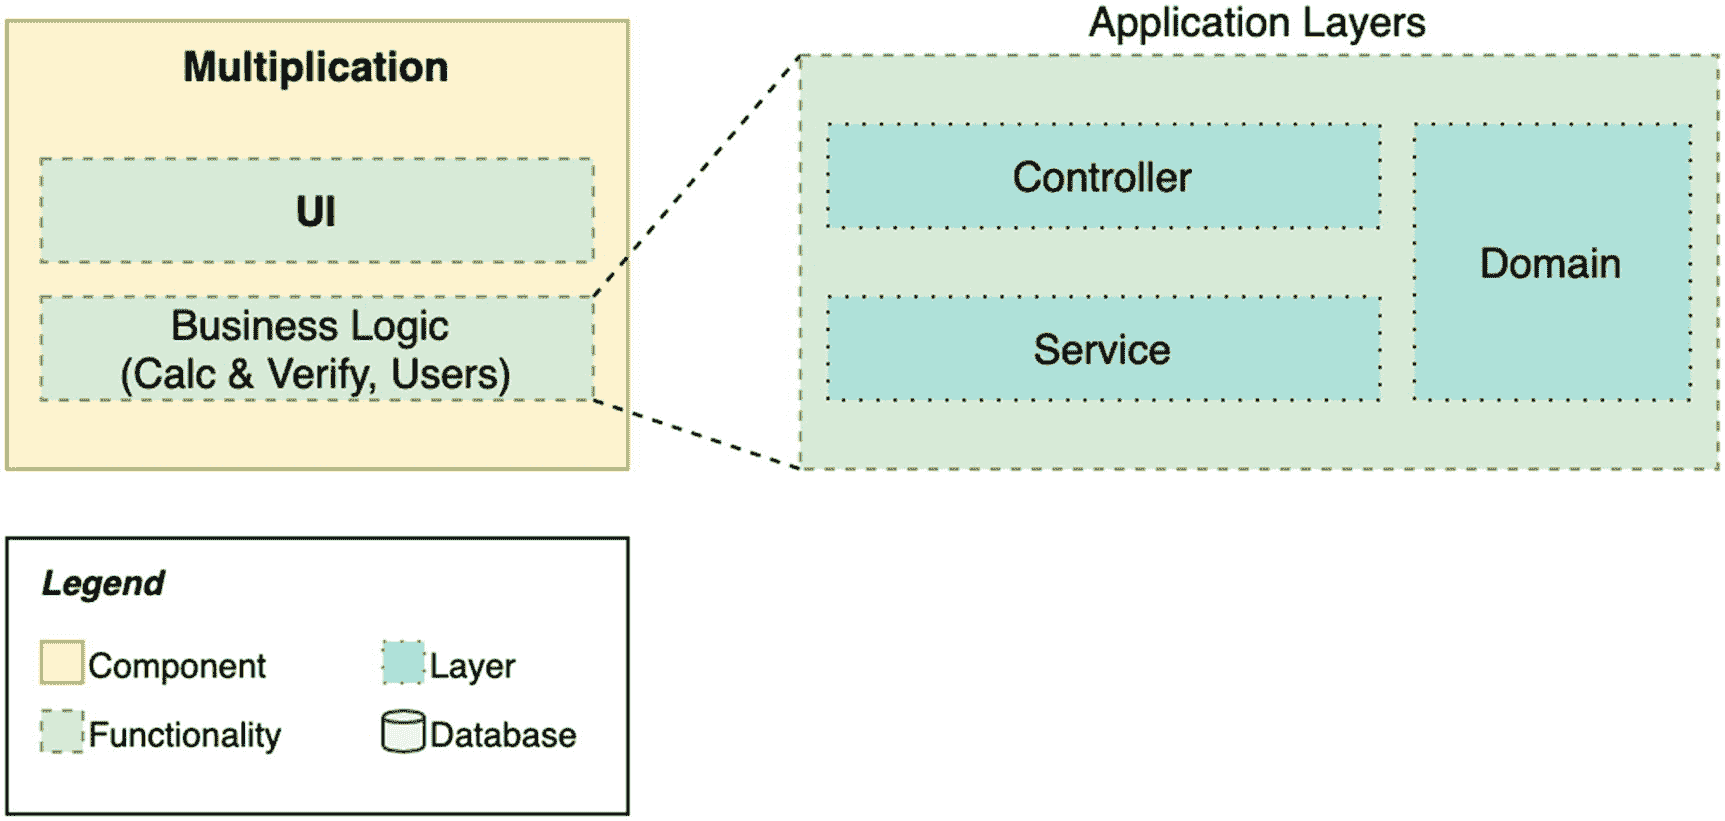 Multiplication
UI
Business Logic
(Calc & Verify, Users)
Application Layers
Controller
Service
Domain
Legend
Component
Layer
Functionality
Database